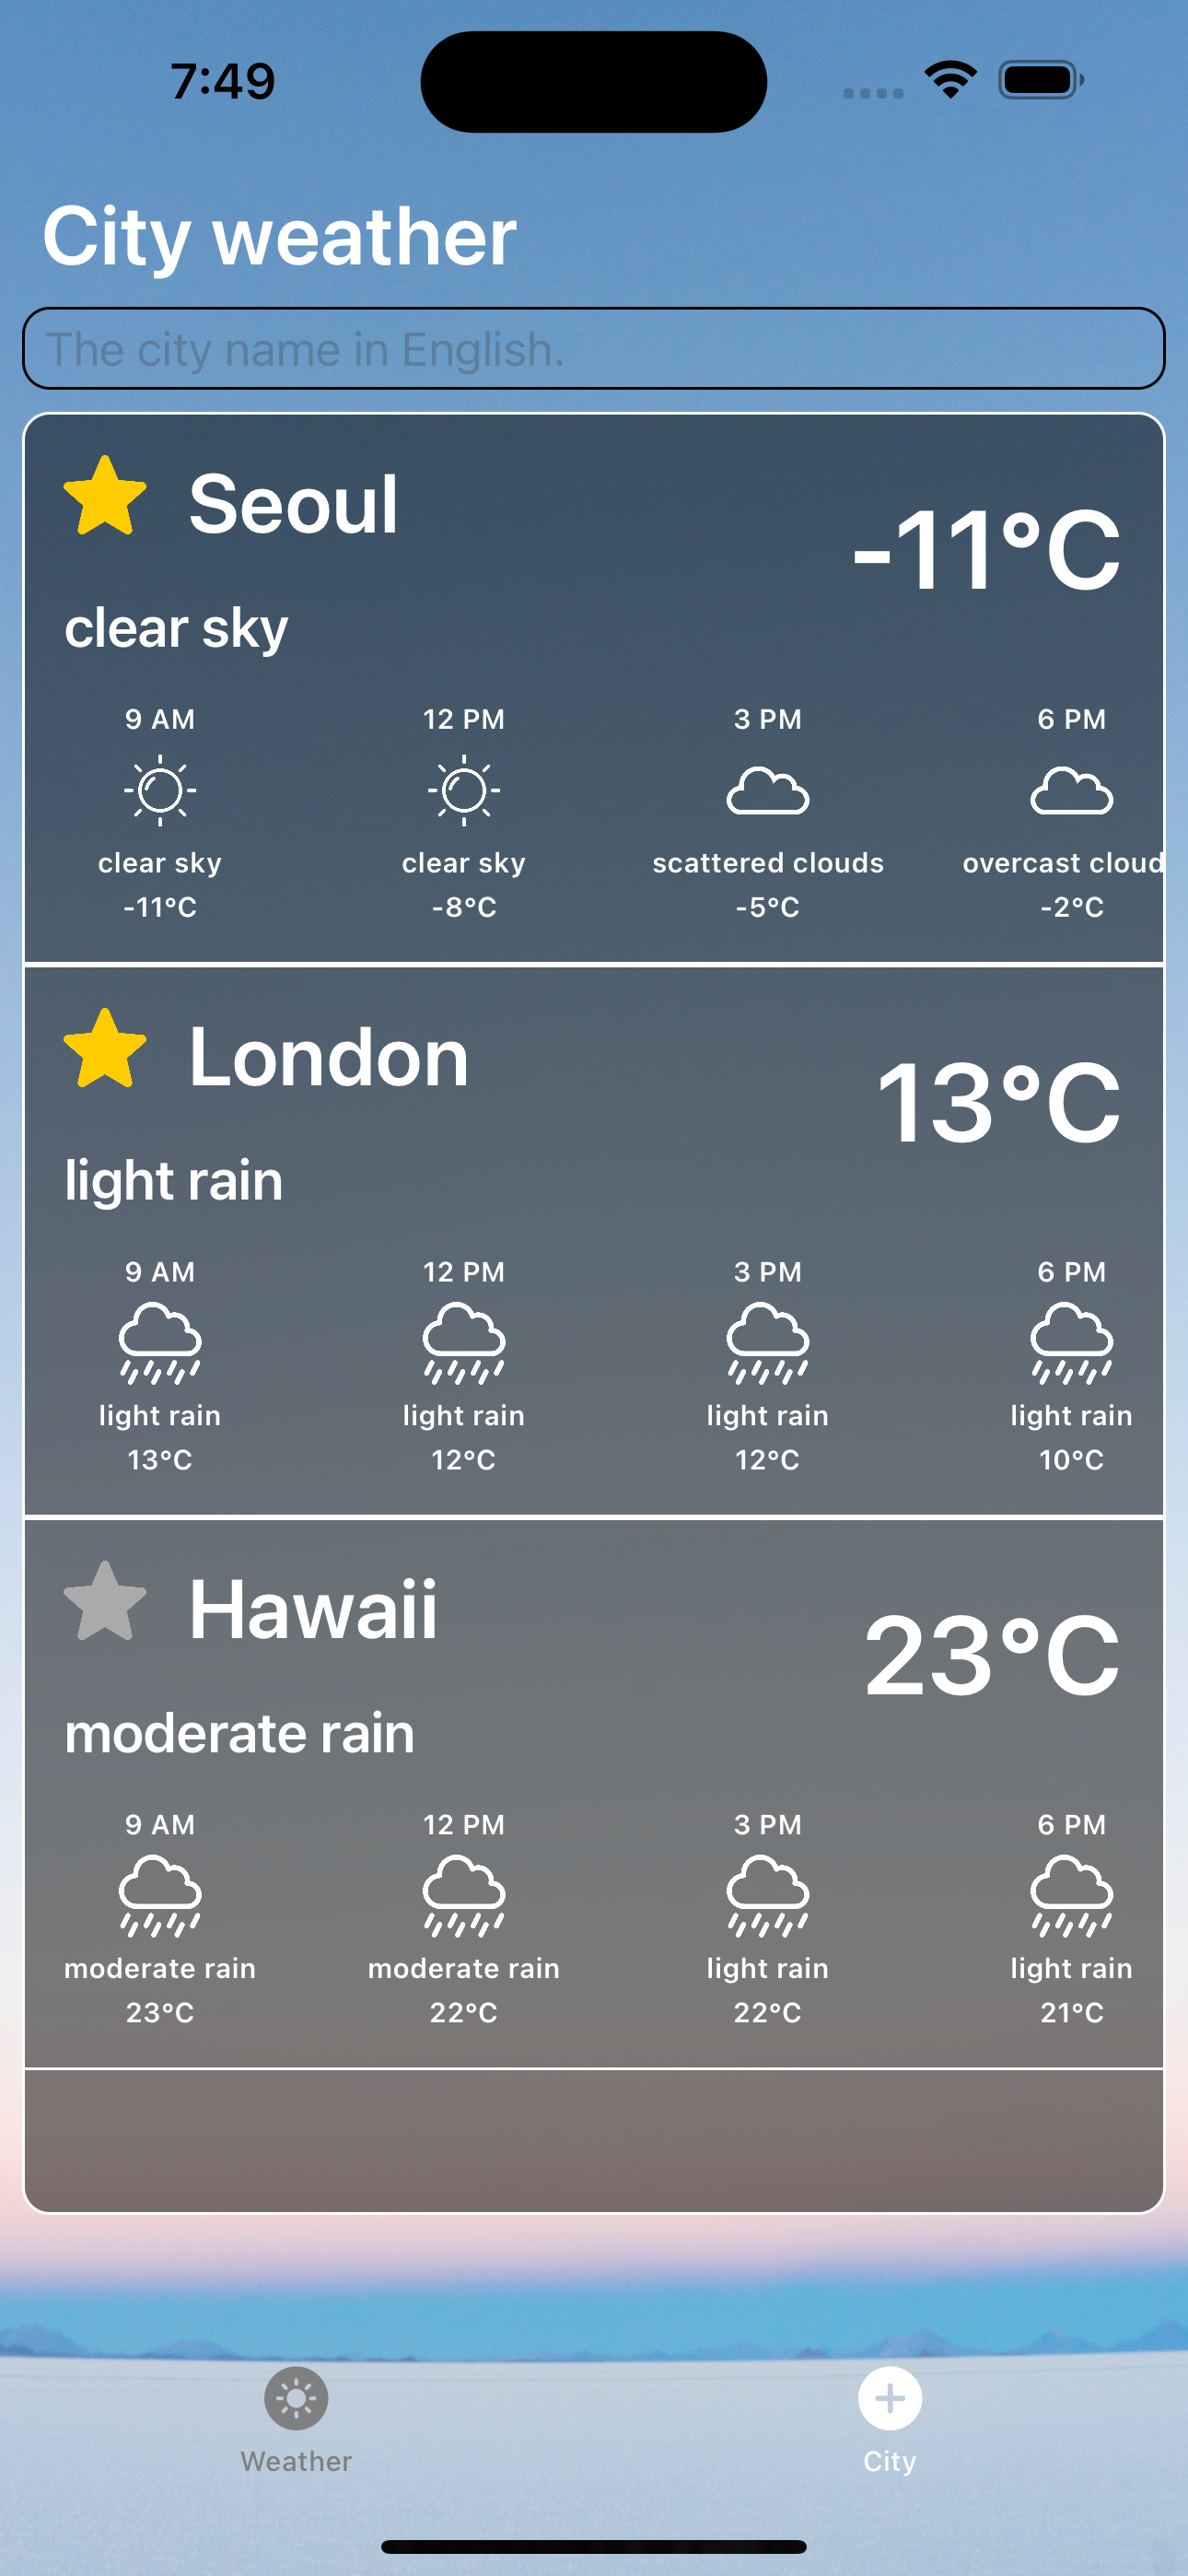 7:49
City weather
The city name in English.
Seoul
-11°C
clear sky
9 AM 12 PM 3 PM 6 PM
clear sky clear sky scattered clouds overcast cloud
-11°C -8°C -5°C -2°C
London
13°C
light rain
9 AM 12 PM 3 PM 6 PM
light rain light rain light rain light rain
13°C 12°C 12°C 10°C
Hawaii
23°C
moderate rain
9 AM 12 PM 3 PM 6 PM
moderate rain moderate rain light rain light rain
23°C 22°C 22°C 21°C
Weather City